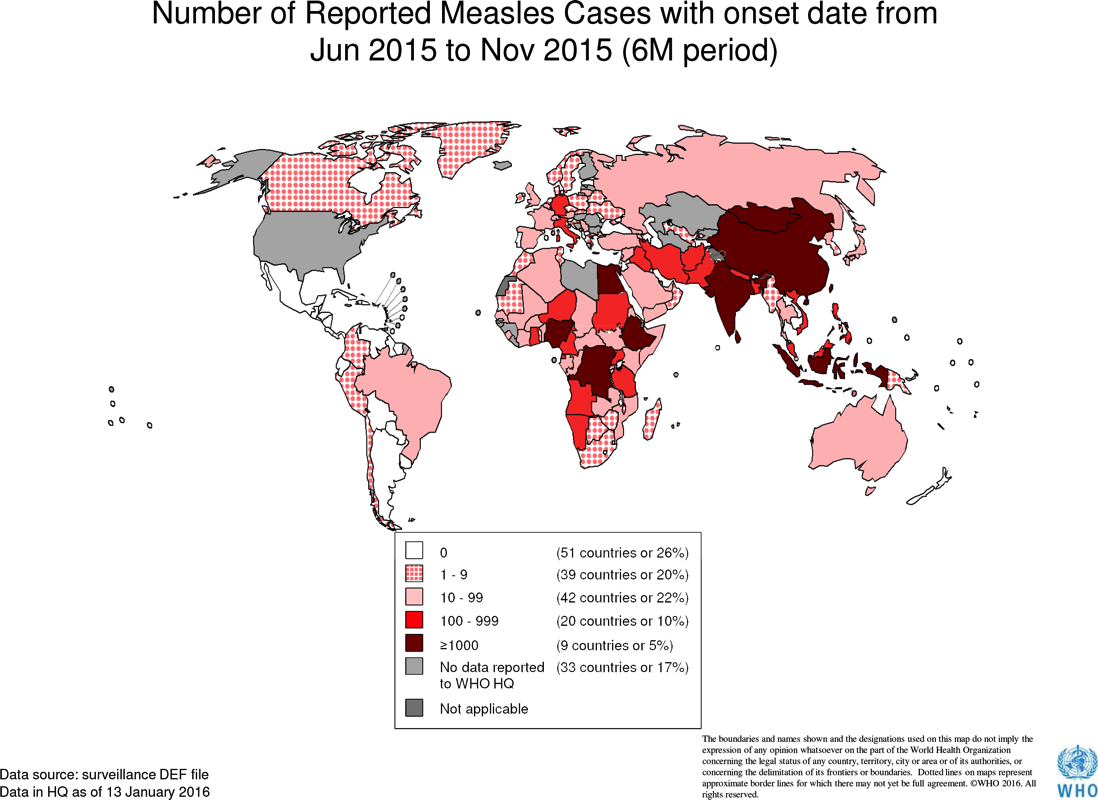 Number of Reported Measles Cases with onset date from
Jun 2015 to Nov 2015 (6M period)
0 (51 countries or 26%)
1 - 9 (39 countries or 20%)
10 - 99 (42 countries or 22%)
100 - 999 (20 countries or 10%)
≥1000 (9 countries or 5%)
No data reported (33 countries or 17%)
to WHO HQ
Not applicable
The boundaries and names shown and the designations used on this map do not imply the
expression of any opinion whatsoever on the part of the World Health Organization
concerning the legal status of any country, territory, city or area or of its authorities, or
concerning the delimitation of its frontiers or boundaries. Dotted lines on maps represent
approximate border lines for which there may not yet be full agreement. ©WHO 2016. All
rights reserved.
WHO
Data source: surveillance DEF file
Data in HQ as of 13 January 2016